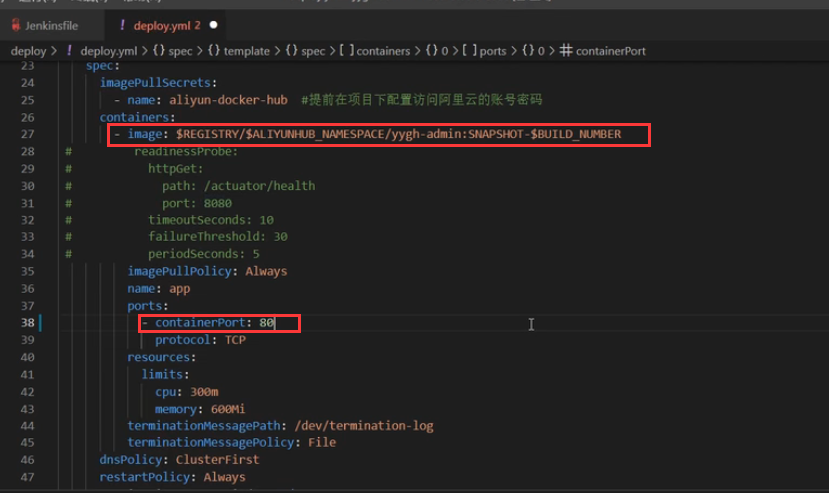 Jenkinsfile
! deploy.yml 2 ●
deploy > ! deploy.yml > {} spec > {} template > {} spec > [ ] containers > {} 0 > [ ] ports > {} 0 > # containerPort
23 spec:
24 imagePullSecrets:
25 - name: aliyun-docker-hub #提前在项目下配置访问阿里云的账号密码
26 containers:
27 - image: $REGISTRY/$ALIYUNHUB_NAMESPACE/yygh-admin:SNAPSHOT-$BUILD_NUMBER
28 # readinessProbe:
29 # httpGet:
30 # path: /actuator/health
31 # port: 8080
32 # timeoutSeconds: 10
33 # failureThreshold: 30
34 # periodSeconds: 5
35 imagePullPolicy: Always
36 name: app
37 ports:
38 - containerPort: 80
39 protocol: TCP
40 resources:
41 limits:
42 cpu: 300m
43 memory: 600Mi
44 terminationMessagePath: /dev/termination-log
45 terminationMessagePolicy: File
46 dnsPolicy: ClusterFirst
47 restartPolicy: Always